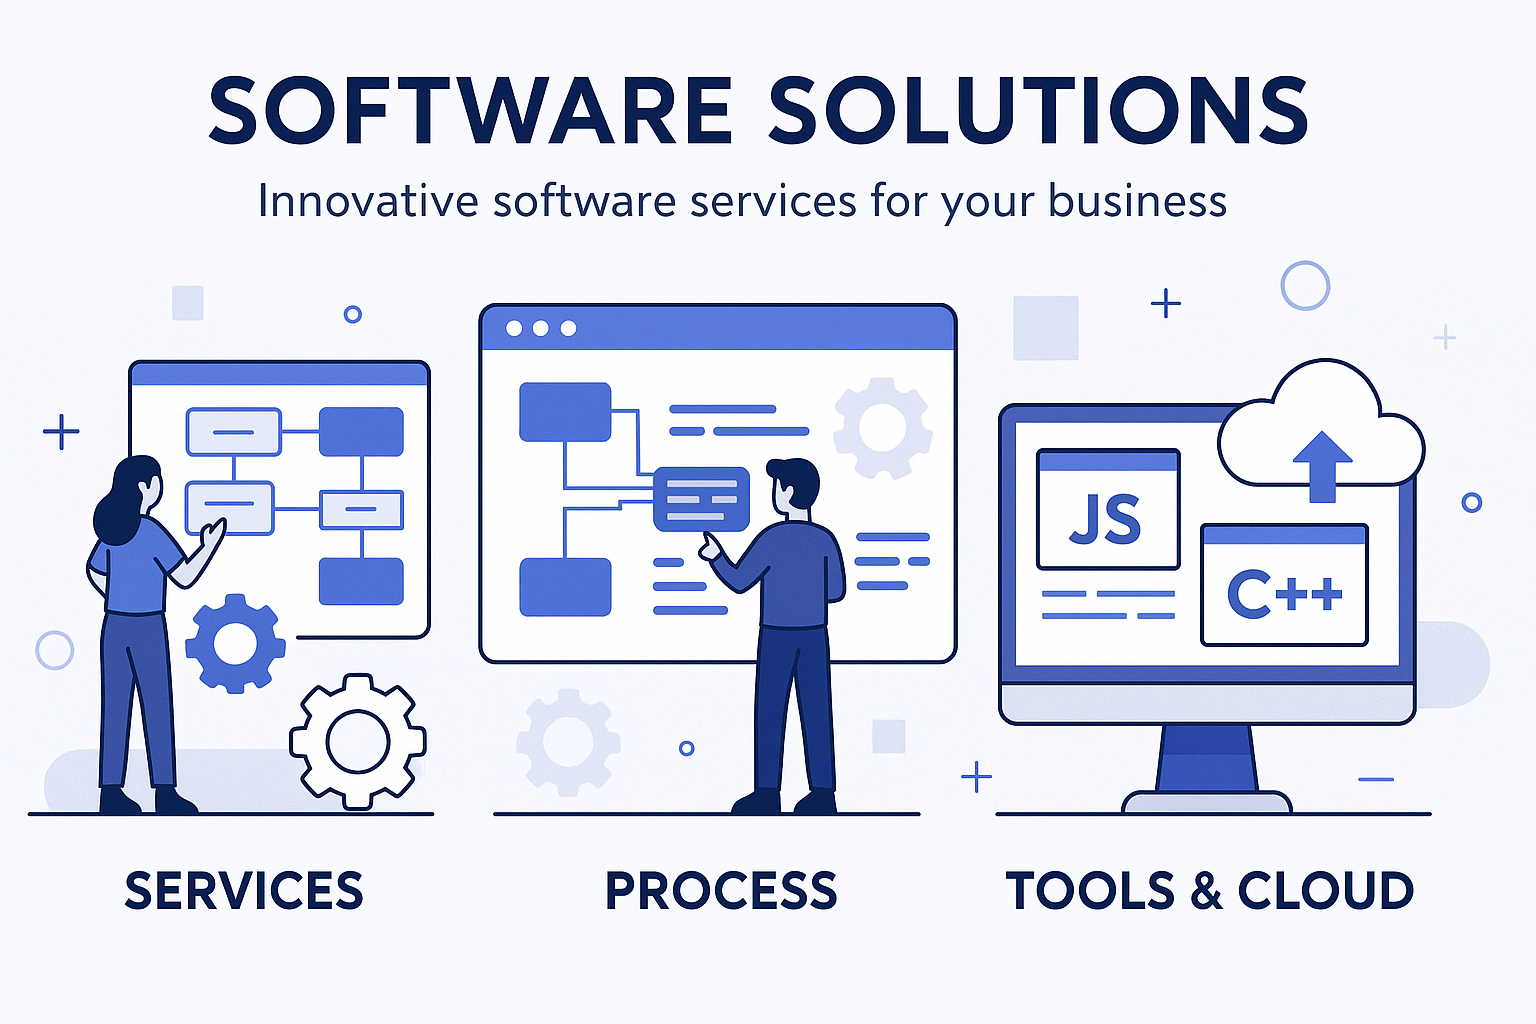 SOFTWARE SOLUTIONS
Innovative software services for your business
JS
C++
SERVICES
PROCESS
TOOLS & CLOUD